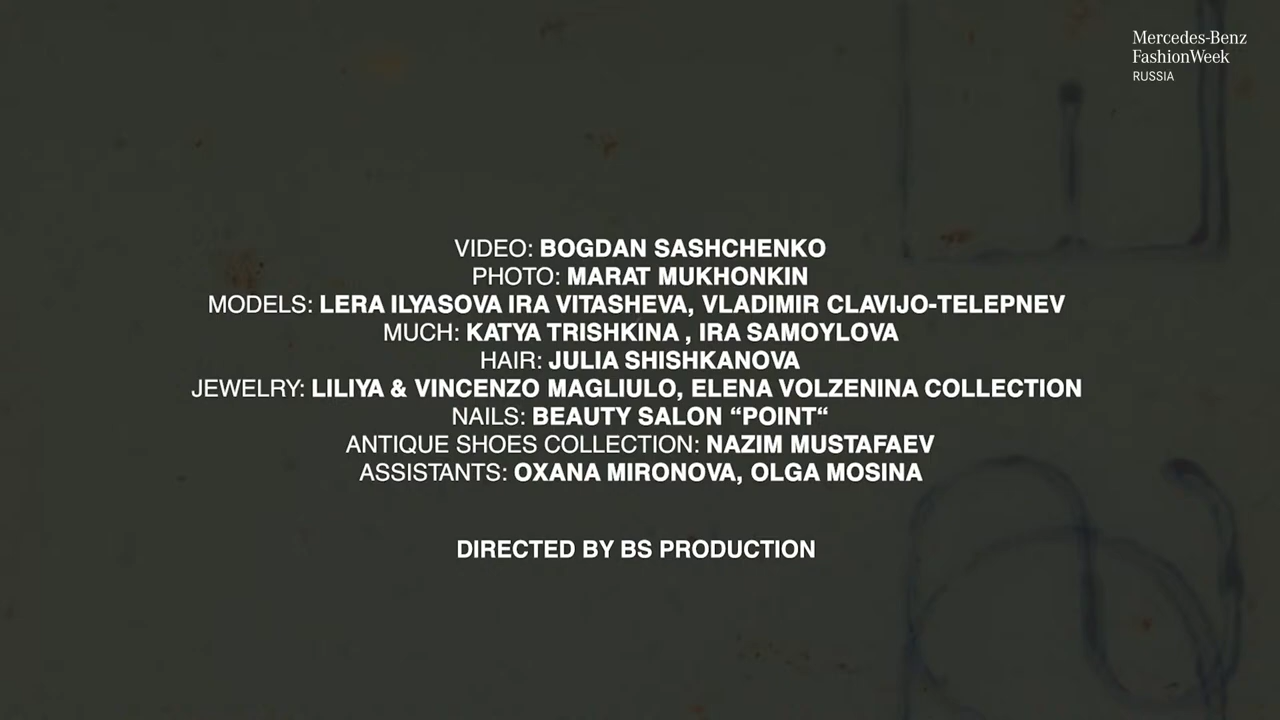 Mercedes-Benz
FashionWeek
RUSSIA
VIDEO: BOGDAN SASHCHENKO
PHOTO: MARAT MUKHONKIN
MODELS: LERA ILYASOVA IRA VITASHEVA, VLADIMIR CLAVIJO-TELEPNEV
MUCH: KATYA TRISHKINA , IRA SAMOYLOVA
HAIR: JULIA SHISHKANOVA
JEWELRY: LILIYA & VINCENZO MAGLIULO, ELENA VOLZENINA COLLECTION
NAILS: BEAUTY SALON “POINT“
ANTIQUE SHOES COLLECTION: NAZIM MUSTAFAEV
ASSISTANTS: OXANA MIRONOVA, OLGA MOSINA
DIRECTED BY BS PRODUCTION